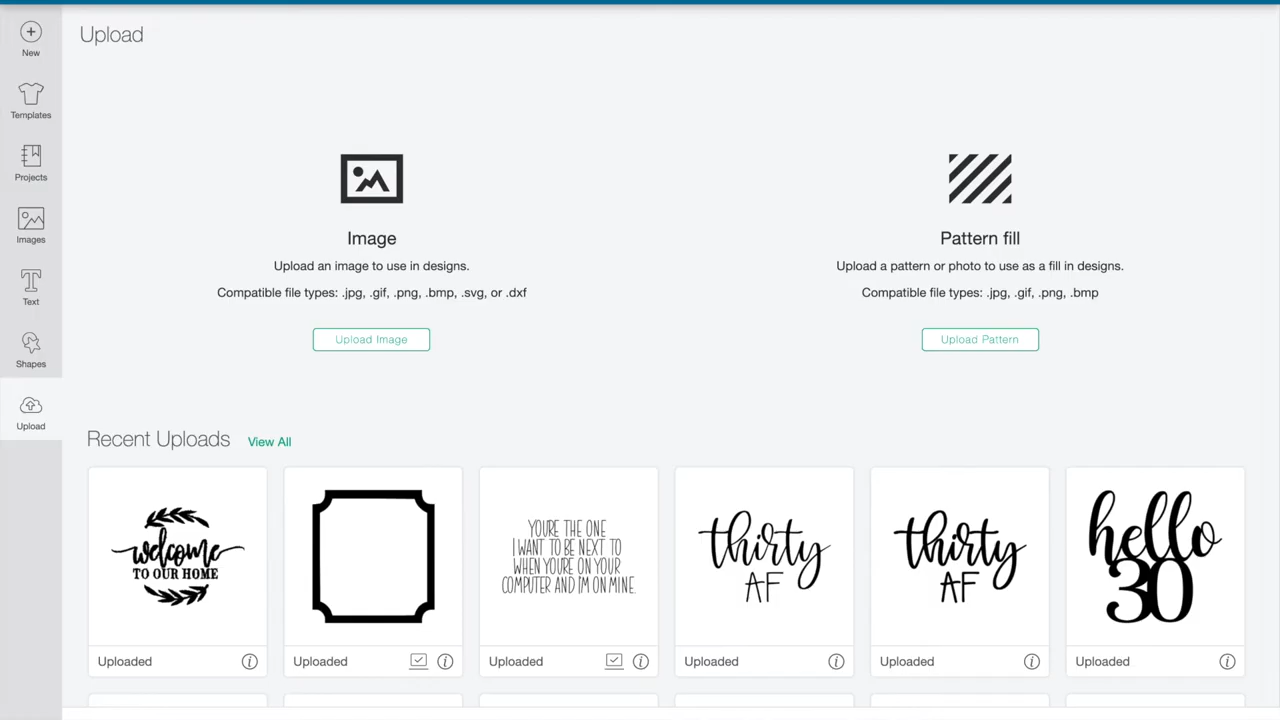 New
Templates
Projects
Images
Text
Shapes
Upload
Upload
Image
Upload an image to use in designs.
Compatible file types: .jpg, .gif, .png, .bmp, .svg, or .dxf
Upload Image
Pattern fill
Upload a pattern or photo to use as a fill in designs.
Compatible file types: .jpg, .gif, .png, .bmp
Upload Pattern
Recent Uploads View All
welcome
TO OUR HOME
Uploaded
Uploaded
YOURE THE ONE
I WANT TO BE NEXT TO
WHEN YOURE ON YOUR
COMPUTER AND IM ON MINE.
Uploaded
thirty
AF
Uploaded
thirty
AF
Uploaded
hello
30
Uploaded